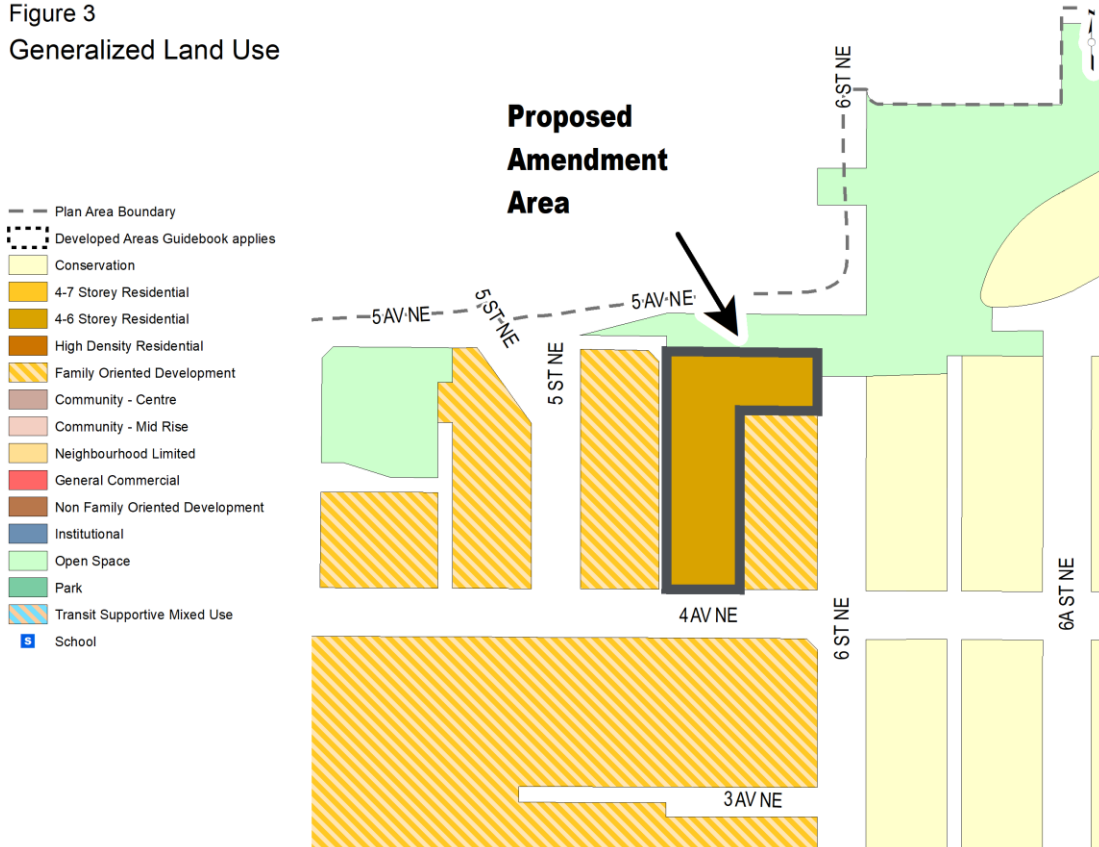 Figure 3
Generalized Land Use
Proposed
Amendment
Area
N
6 ST NE
Plan Area Boundary
Developed Areas Guidebook applies
Conservation
4-7 Storey Residential
4-6 Storey Residential
High Density Residential
Family Oriented Development
Community - Centre
Community - Mid Rise
Neighbourhood Limited
General Commercial
Non Family Oriented Development
Institutional
Open Space
Park
Transit Supportive Mixed Use
S School
5 AV NE
5 ST NE
5 AV NE
5 ST NE
4 AV NE
6 ST NE
6A ST NE
3 AV NE